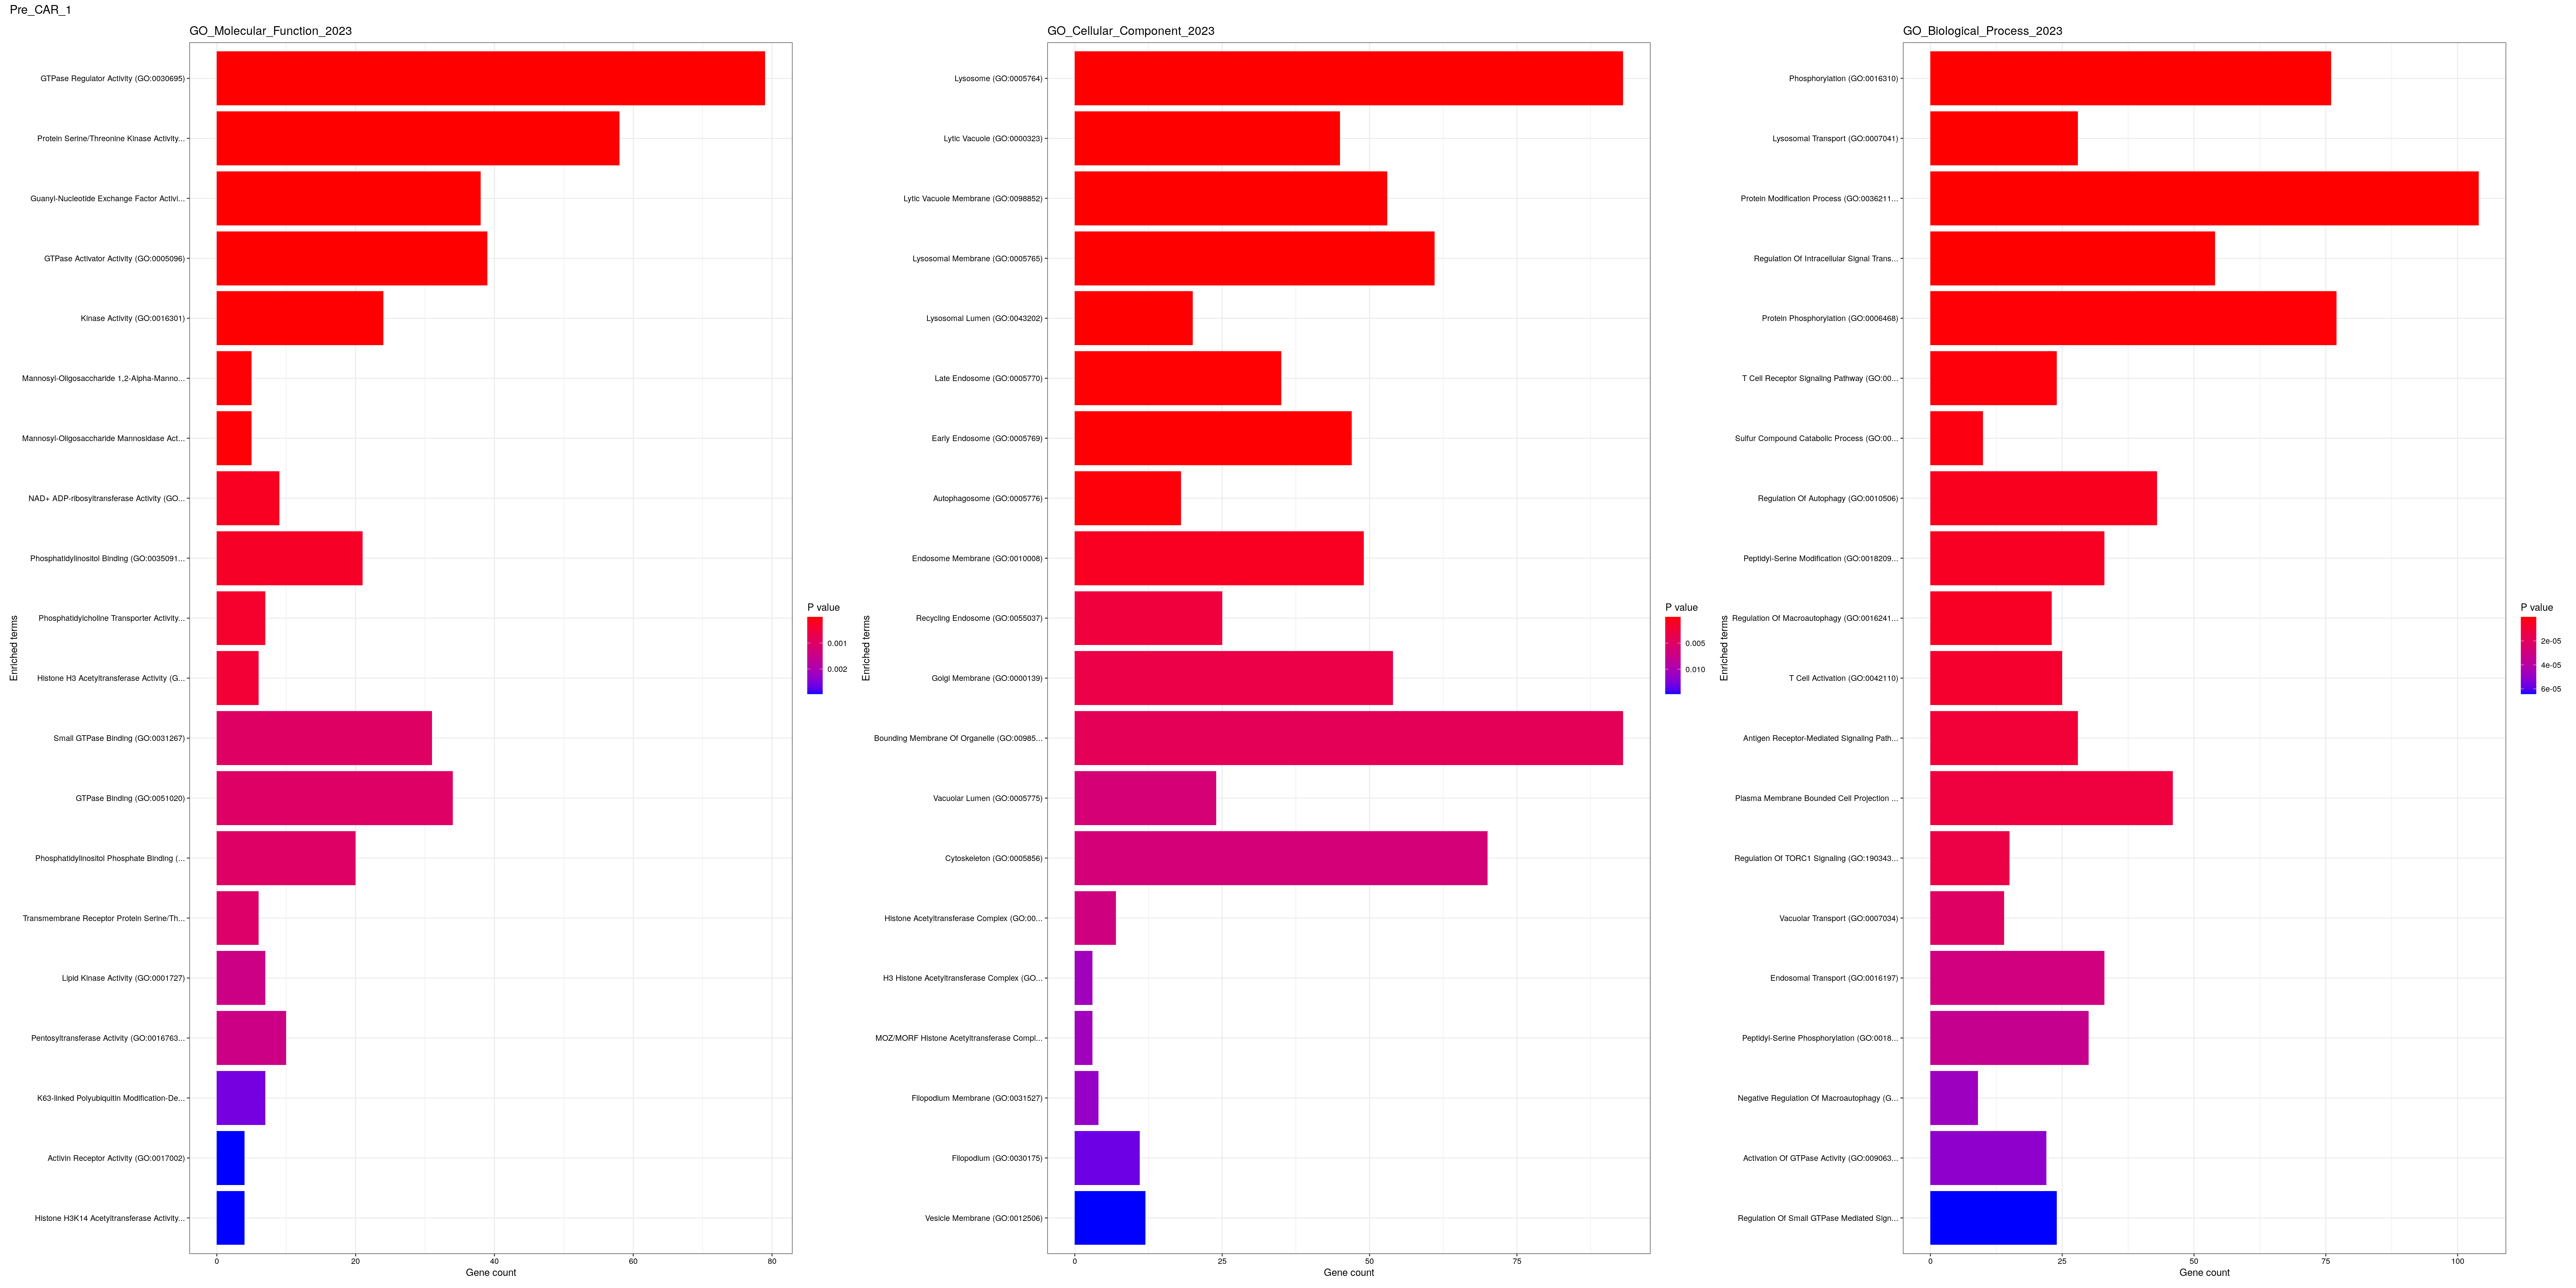 Pre_CAR_1
GO_Molecular_Function_2023
GTPase Regulator Activity (GO:0030695)
Protein Serine/Threonine Kinase Activity...
Guanyl-Nucleotide Exchange Factor Activi...
GTPase Activator Activity (GO:0005096)
Kinase Activity (GO:0016301)
Mannosyl-Oligosaccharide 1,2-Alpha-Manno...
Mannosyl-Oligosaccharide Mannosidase Act...
NAD+ ADP-ribosyltransferase Activity (GO...
Phosphatidylinositol Binding (GO:0035091...
Phosphatidylcholine Transporter Activity...
Histone H3 Acetyltransferase Activity (G...
Small GTPase Binding (GO:0031267)
GTPase Binding (GO:0051020)
Phosphatidylinositol Phosphate Binding (...
Transmembrane Receptor Protein Serine/Th...
Lipid Kinase Activity (GO:0001727)
Pentosyltransferase Activity (GO:0016763...
K63-linked Polyubiquitin Modification-De...
Activin Receptor Activity (GO:0017002)
Histone H3K14 Acetyltransferase Activity...
Enriched terms
0 20 40 60 80
Gene count
P value
0.001
0.002
GO_Cellular_Component_2023
Lysosome (GO:0005764)
Lytic Vacuole (GO:0000323)
Lytic Vacuole Membrane (GO:0098852)
Lysosomal Membrane (GO:0005765)
Lysosomal Lumen (GO:0043202)
Late Endosome (GO:0005770)
Early Endosome (GO:0005769)
Autophagosome (GO:0005776)
Endosome Membrane (GO:0010008)
Recycling Endosome (GO:0055037)
Golgi Membrane (GO:0000139)
Bounding Membrane Of Organelle (GO:00985...
Vacuolar Lumen (GO:0005775)
Cytoskeleton (GO:0005856)
Histone Acetyltransferase Complex (GO:00...
H3 Histone Acetyltransferase Complex (GO...
MOZ/MORF Histone Acetyltransferase Compl...
Filopodium Membrane (GO:0031527)
Filopodium (GO:0030175)
Vesicle Membrane (GO:0012506)
Enriched terms
0 25 50 75
Gene count
P value
0.005
0.010
GO_Biological_Process_2023
Phosphorylation (GO:0016310)
Lysosomal Transport (GO:0007041)
Protein Modification Process (GO:0036211...
Regulation Of Intracellular Signal Trans...
Protein Phosphorylation (GO:0006468)
T Cell Receptor Signaling Pathway (GO:00...
Sulfur Compound Catabolic Process (GO:00...
Regulation Of Autophagy (GO:0010506)
Peptidyl-Serine Modification (GO:0018209...
Regulation Of Macroautophagy (GO:0016241...
T Cell Activation (GO:0042110)
Antigen Receptor-Mediated Signaling Path...
Plasma Membrane Bounded Cell Projection ...
Regulation Of TORC1 Signaling (GO:190343...
Vacuolar Transport (GO:0007034)
Endosomal Transport (GO:0016197)
Peptidyl-Serine Phosphorylation (GO:0018...
Negative Regulation Of Macroautophagy (G...
Activation Of GTPase Activity (GO:009063...
Regulation Of Small GTPase Mediated Sign...
Enriched terms
0 25 50 75 100
Gene count
P value
2e-05
4e-05
6e-05